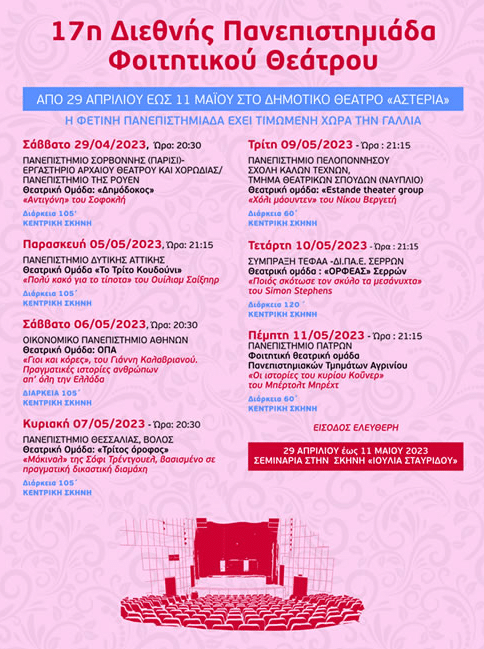 17η Διεθνής Πανεπιστημιάδα
Φοιτητικού Θεάτρου
ΑΠΟ 29 ΑΠΡΙΛΙΟΥ ΕΩΣ 11 ΜΑΪΟΥ ΣΤΟ ΔΗΜΟΤΙΚΟ ΘΕΑΤΡΟ «ΑΣΤΕΡΙΑ»
Η ΦΕΤΙΝΗ ΠΑΝΕΠΙΣΤΗΜΙΑΔΑ ΕΧΕΙ ΤΙΜΩΜΕΝΗ ΧΩΡΑ ΤΗΝ ΓΑΛΛΙΑ
Σάββατο 29/04/2023, Ώρα: 20:30
ΠΑΝΕΠΙΣΤΗΜΙΟ ΣΟΡΒΟΝΝΗΣ (ΠΑΡΙΣΙ)-
ΕΡΓΑΣΤΗΡΙΟ ΑΡΧΑΙΟΥ ΘΕΑΤΡΟΥ ΚΑΙ ΧΟΡΩΔΙΑΣ/
ΠΑΝΕΠΙΣΤΗΜΙΟ ΤΗΣ ΡΟΥΕΝ
Θεατρική Ομάδα: «Δημόδοκος»
«Αντιγόνη» του Σοφοκλή
Διάρκεια 105'
ΚΕΝΤΡΙΚΗ ΣΚΗΝΗ
Παρασκευή 05/05/2023, Ώρα: 21:15
ΠΑΝΕΠΙΣΤΗΜΙΟ ΔΥΤΙΚΗΣ ΑΤΤΙΚΗΣ
Θεατρική Ομάδα «Το Τρίτο Κουδούνι»
«Πολύ κακό για το τίποτα» του Ουίλιαμ Σαίξπηρ
Διάρκεια 105΄
ΚΕΝΤΡΙΚΗ ΣΚΗΝΗ
Σάββατο 06/05/2023, Ώρα: 20:30
ΟΙΚΟΝΟΜΙΚΟ ΠΑΝΕΠΙΣΤΗΜΙΟ ΑΘΗΝΩΝ
Θεατρική Ομάδα: ΟΠΑ
«Γιοι και κόρες», του Γιάννη Καλαβριανού.
Πραγματικές ιστορίες ανθρώπων
απ' όλη την Ελλάδα
ΔΙΑΡΚΕΙΑ 105΄
ΚΕΝΤΡΙΚΗ ΣΚΗΝΗ
Κυριακή 07/05/2023 - Ώρα: 20:30
ΠΑΝΕΠΙΣΤΗΜΙΟ ΘΕΣΣΑΛΙΑΣ, ΒΟΛΟΣ
Θεατρική Ομάδα: «Τρίτος όροφος»
«Μάκιναλ» της Σόφι Τρέντγουελ, βασισμένο σε
πραγματική δικαστική διαμάχη
Διάρκεια 105΄
ΚΕΝΤΡΙΚΗ ΣΚΗΝΗ
Τρίτη 09/05/2023 - Ώρα : 21:15
ΠΑΝΕΠΙΣΤΗΜΙΟ ΠΕΛΟΠΟΝΝΗΣΟΥ
ΣΧΟΛΗ ΚΑΛΩΝ ΤΕΧΝΩΝ,
ΤΜΗΜΑ ΘΕΑΤΡΙΚΩΝ ΣΠΟΥΔΩΝ (ΝΑΥΠΛΙΟ)
Θεατρική ομάδα: «Estande theater group»
«Χόλι μάουντεν» του Νίκου Βεργετή
Διάρκεια 60΄
ΚΕΝΤΡΙΚΗ ΣΚΗΝΗ
Τετάρτη 10/05/2023 - Ώρα : 21:15
ΣΥΜΠΡΑΞΗ ΤΕΦΑΑ -ΔΙ.ΠΑ.Ε. ΣΕΡΡΩΝ
Θεατρική ομάδα : «ΟΡΦΕΑΣ» Σερρών
«Ποιός σκότωσε τον σκύλο τα μεσάνυχτα»
του Simon Stephens
Διάρκεια 120 ΄
ΚΕΝΤΡΙΚΗ ΣΚΗΝΗ
Πέμπτη 11/05/2023 - Ώρα : 21:15
ΠΑΝΕΠΙΣΤΗΜΙΟ ΠΑΤΡΩΝ
Φοιτητική θεατρική ομάδα
Πανεπιστημιακών Τμημάτων Αγρινίου
«Οι ιστορίες του κυρίου Κοΰνερ»
του Μπέρτολτ Μπρέχτ
Διάρκεια 60΄
ΚΕΝΤΡΙΚΗ ΣΚΗΝΗ
ΕΙΣΟΔΟΣ ΕΛΕΥΘΕΡΗ
29 ΑΠΡΙΛΙΟΥ έως 11 ΜΑΙΟΥ 2023
ΣΕΜΙΝΑΡΙΑ ΣΤΗΝ ΣΚΗΝΗ «ΙΟΥΛΙΑ ΣΤΑΥΡΙΔΟΥ»